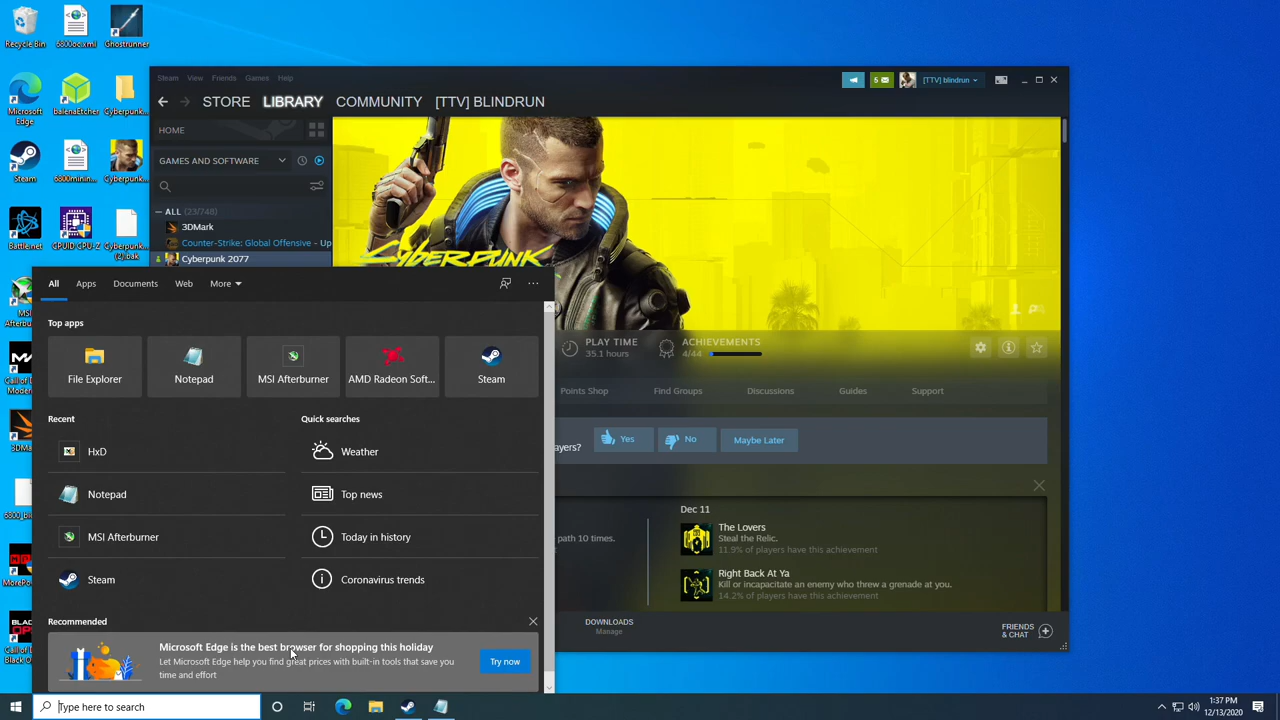 Recycle Bin
6800oc.xml
Ghostrunner
Microsoft
Edge
balenaEtcher
Cyberpunk...
Steam
6800minin...
Cyberpunk...
Battle.net
CPUID CPU-Z
Cyberpunk...
(2).bak
Steam View Friends Games Help
5
[TTV] blindrun
STORE LIBRARY COMMUNITY [TTV] BLINDRUN
HOME
GAMES AND SOFTWARE
ALL (23/748)
3DMark
Counter-Strike: Global Offensive - Up
Cyberpunk 2077
CYBERPUNK
PLAY TIME
35.1 hours
ACHIEVEMENTS
4/44
Points Shop
Find Groups
Discussions
Guides
Support
layers?
Yes
No
Maybe Later
Dec 11
path 10 times.
The Lovers
Steal the Relic.
11.9% of players have this achievement
Right Back At Ya
Kill or incapacitate an enemy who threw a grenade at you.
14.2% of players have this achievement
DOWNLOADS
Manage
FRIENDS
& CHAT
All
Apps
Documents
Web
More
Top apps
File Explorer
Notepad
MSI Afterburner
AMD Radeon Soft...
Steam
Recent
HxD
Notepad
MSI Afterburner
Steam
Quick searches
Weather
Top news
Today in history
Coronavirus trends
Recommended
Microsoft Edge is the best browser for shopping this holiday
Let Microsoft Edge help you find great prices with built-in tools that save you
time and effort
Try now
Type here to search
1:37 PM
12/13/2020